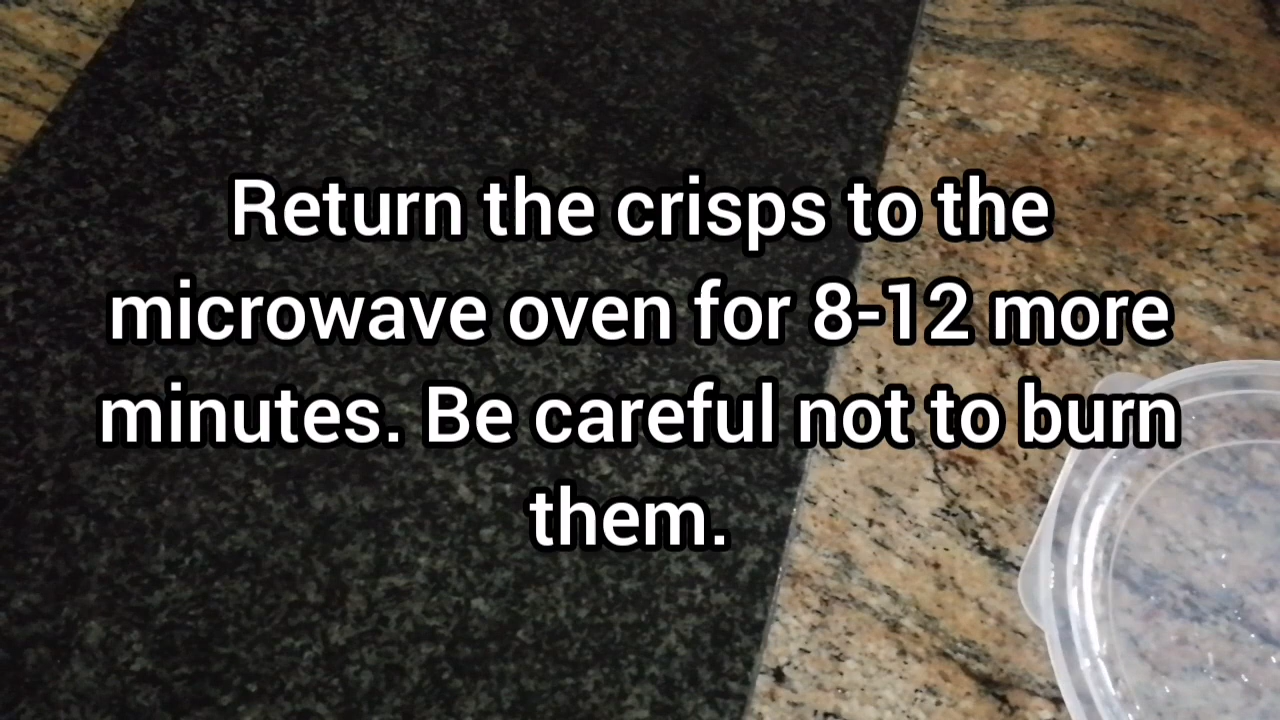 Return the crisps to the
microwave oven for 8-12 more
minutes. Be careful not to burn
them.